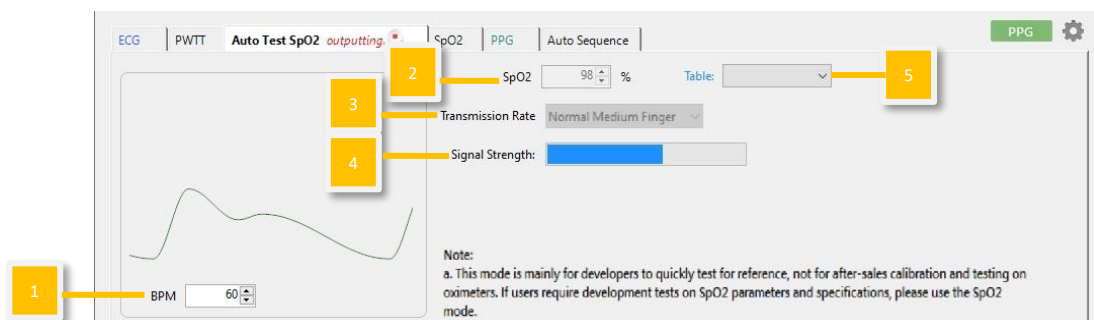 ECG PWTT Auto Test SpO2 outputting. SpO2 PPG Auto Sequence PPG
2 SpO2 98 % Table: 5
3 Transmission Rate Normal Medium Finger
4 Signal Strength:
Note:
a. This mode is mainly for developers to quickly test for reference, not for after-sales calibration and testing on
oximeters. If users require development tests on SpO2 parameters and specifications, please use the SpO2
mode.
1 BPM 60